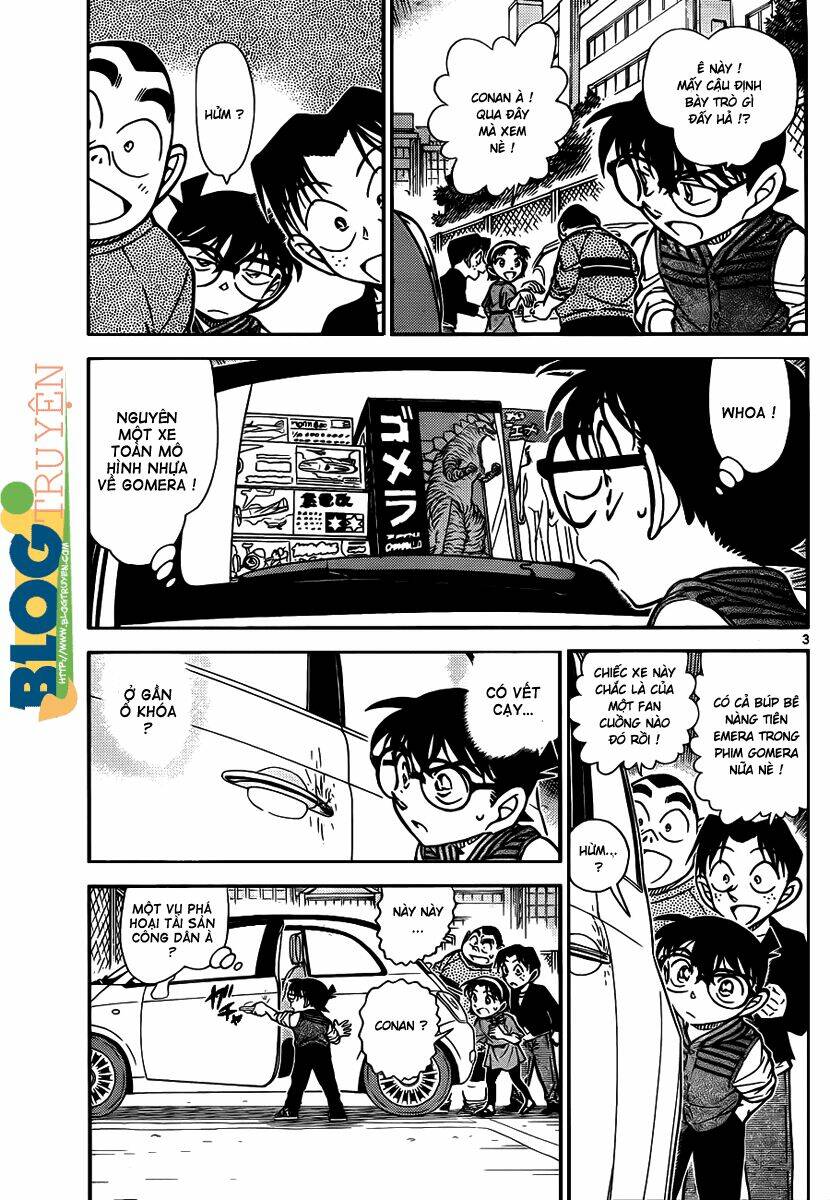 Ê NÀY !
MẤY CẬU ĐỊNH
BÀY TRÒ GÌ
ĐẤY HẢ !?
CONAN À !
QUA ĐÂY
MÀ XEM
NÈ !
HỬM ?
WHOA !
NGUYÊN
MỘT XE
TOÀN MÔ
HÌNH NHỰA
VỀ GOMERA !
ゴメラ
3
CÓ CẢ BÚP BÊ
NÀNG TIÊN
EMERA TRONG
PHIM GOMERA
NỮA NÈ !
CHIẾC XE NÀY
CHẮC LÀ CỦA
MỘT FAN
CUỒNG NÀO
ĐÓ RỒI !
HỪM...
?
CÓ VẾT
CẠY...
Ở GẦN
Ổ KHÓA
?
MỘT VỤ PHÁ
HOẠI TÀI SẢN
CÔNG DÂN À
?
NÀY NÀY
...
CONAN ?
BLOGTRUYỆN
HTTP://WWW.BLOGTRUYEN.COM